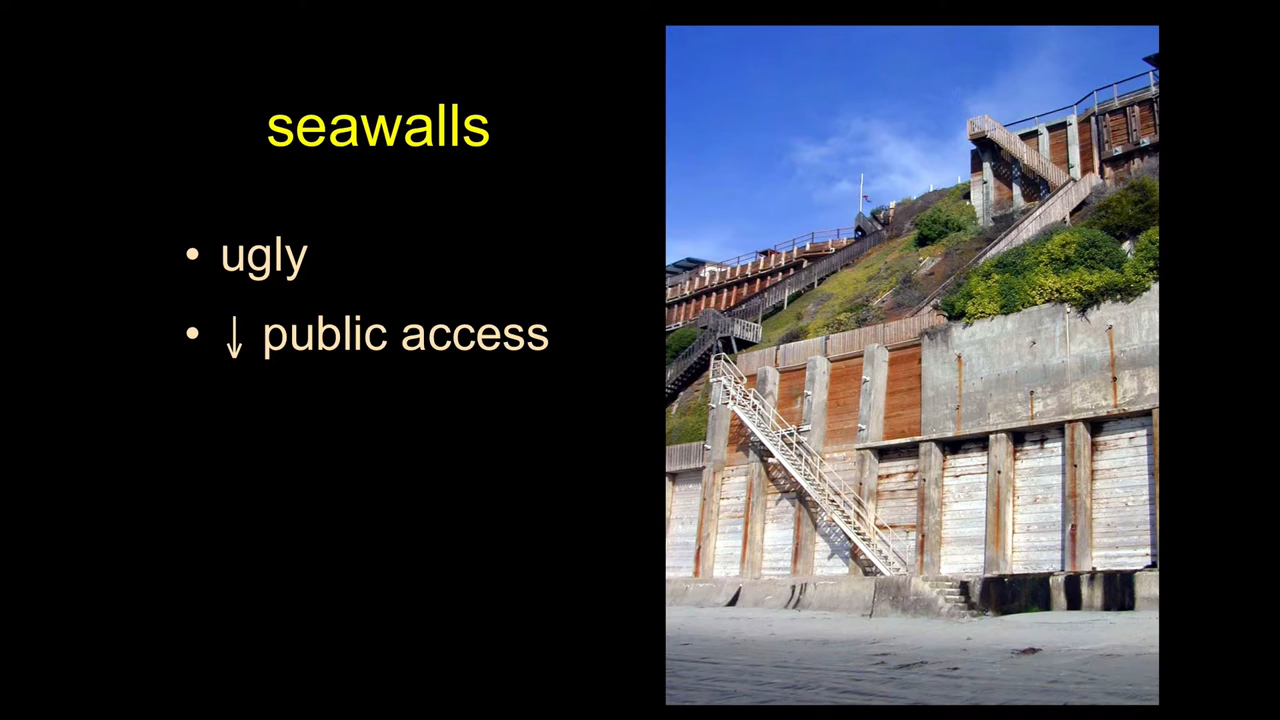 seawalls
• ugly
• ↓ public access